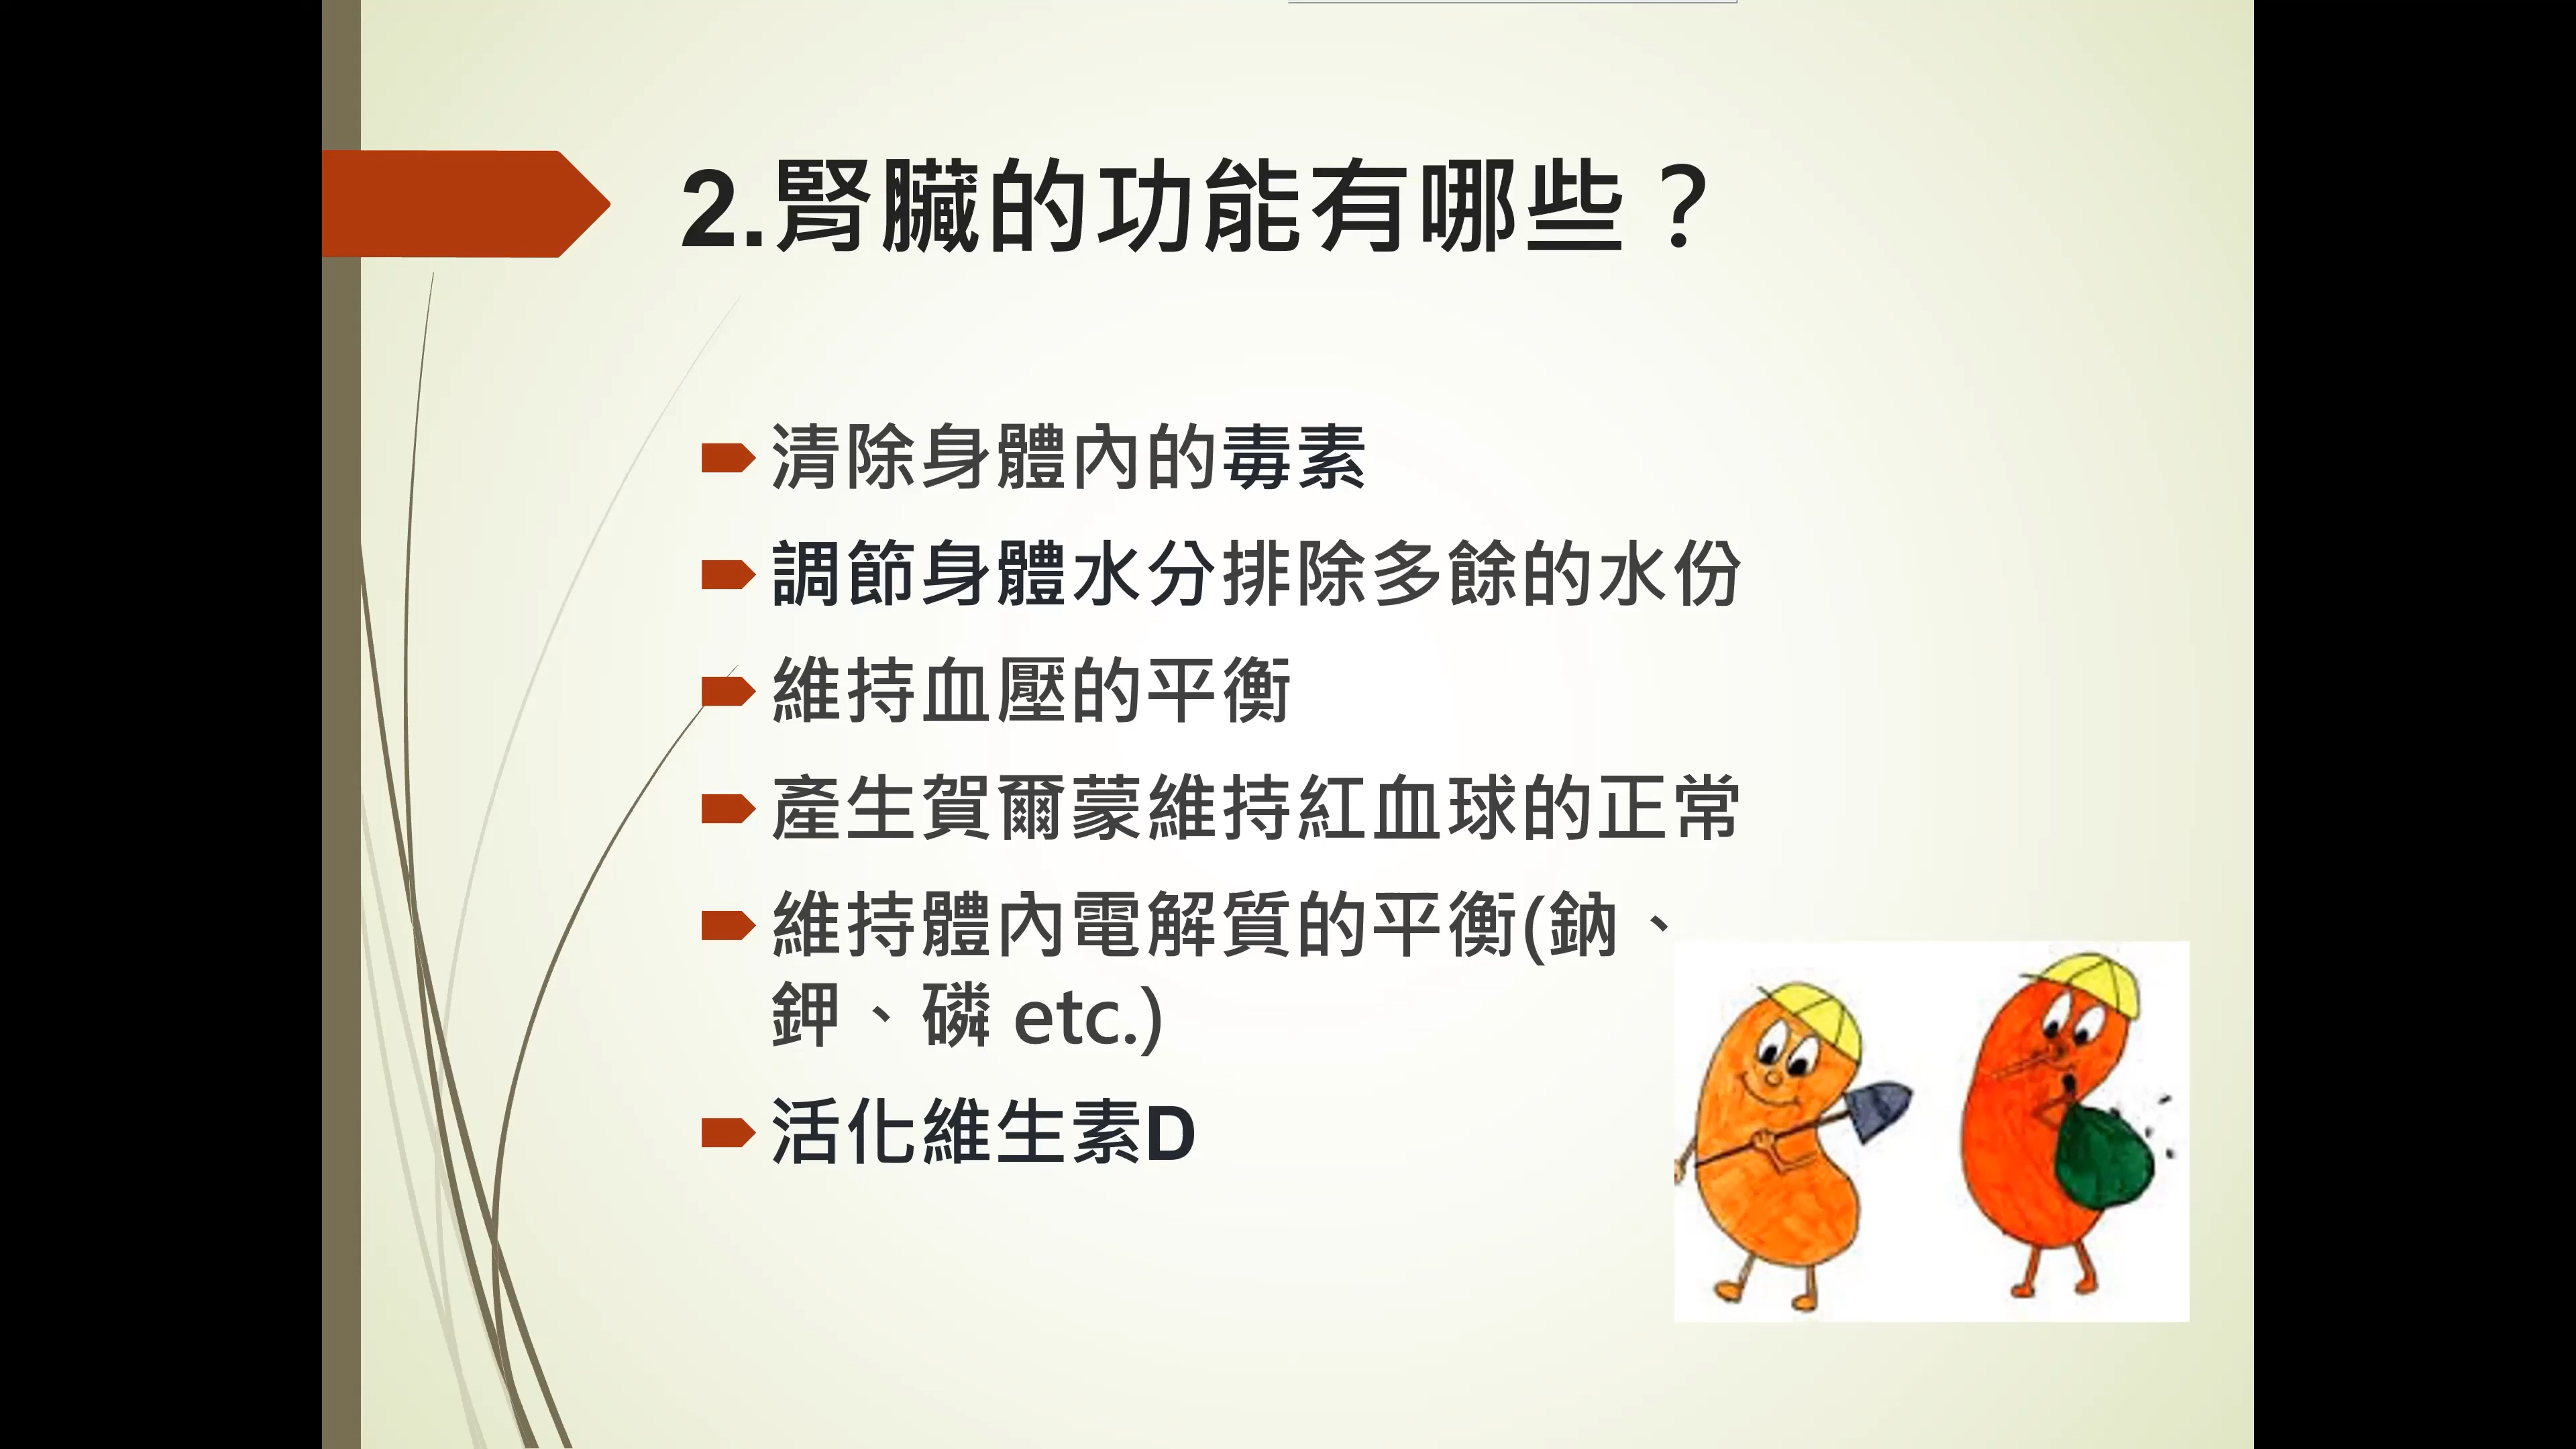 2.腎臟的功能有哪些？
清除身體內的毒素
調節身體水分排除多餘的水份
維持血壓的平衡
產生賀爾蒙維持紅血球的正常
維持體內電解質的平衡(鈉、
鉀、磷 etc.)
活化維生素D